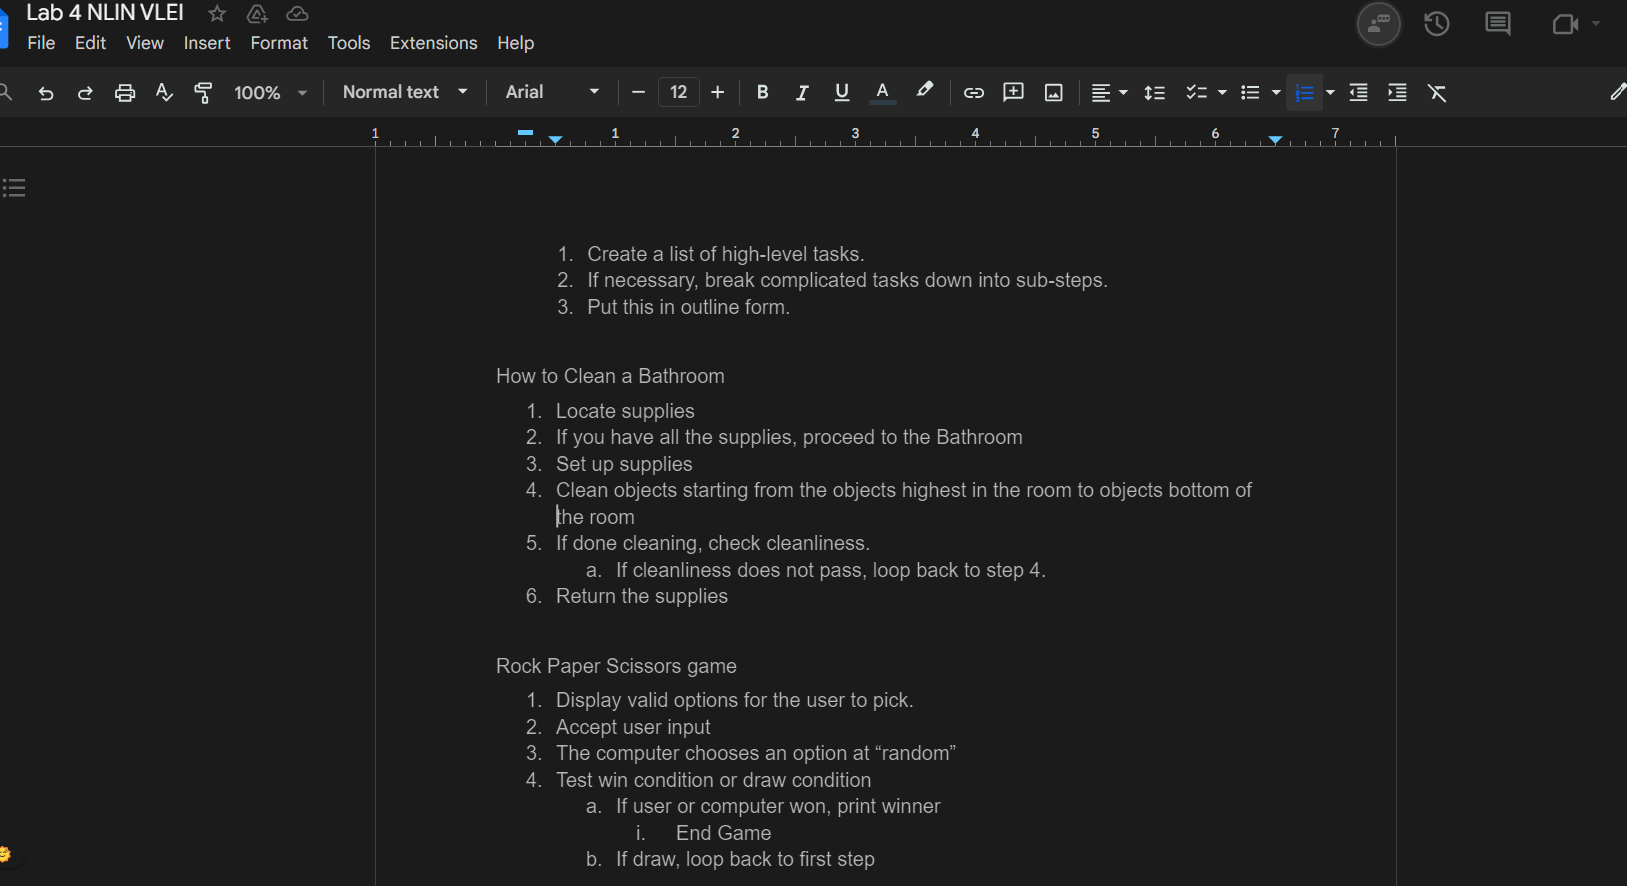 Lab 4 NLIN VLEI
File Edit View Insert Format Tools Extensions Help
100% Normal text Arial − 12 + B I U A
1 1 2 3 4 5 6 7
1. Create a list of high-level tasks.
2. If necessary, break complicated tasks down into sub-steps.
3. Put this in outline form.
How to Clean a Bathroom
1. Locate supplies
2. If you have all the supplies, proceed to the Bathroom
3. Set up supplies
4. Clean objects starting from the objects highest in the room to objects bottom of
the room
5. If done cleaning, check cleanliness.
a. If cleanliness does not pass, loop back to step 4.
6. Return the supplies
Rock Paper Scissors game
1. Display valid options for the user to pick.
2. Accept user input
3. The computer chooses an option at “random”
4. Test win condition or draw condition
a. If user or computer won, print winner
i. End Game
b. If draw, loop back to first step